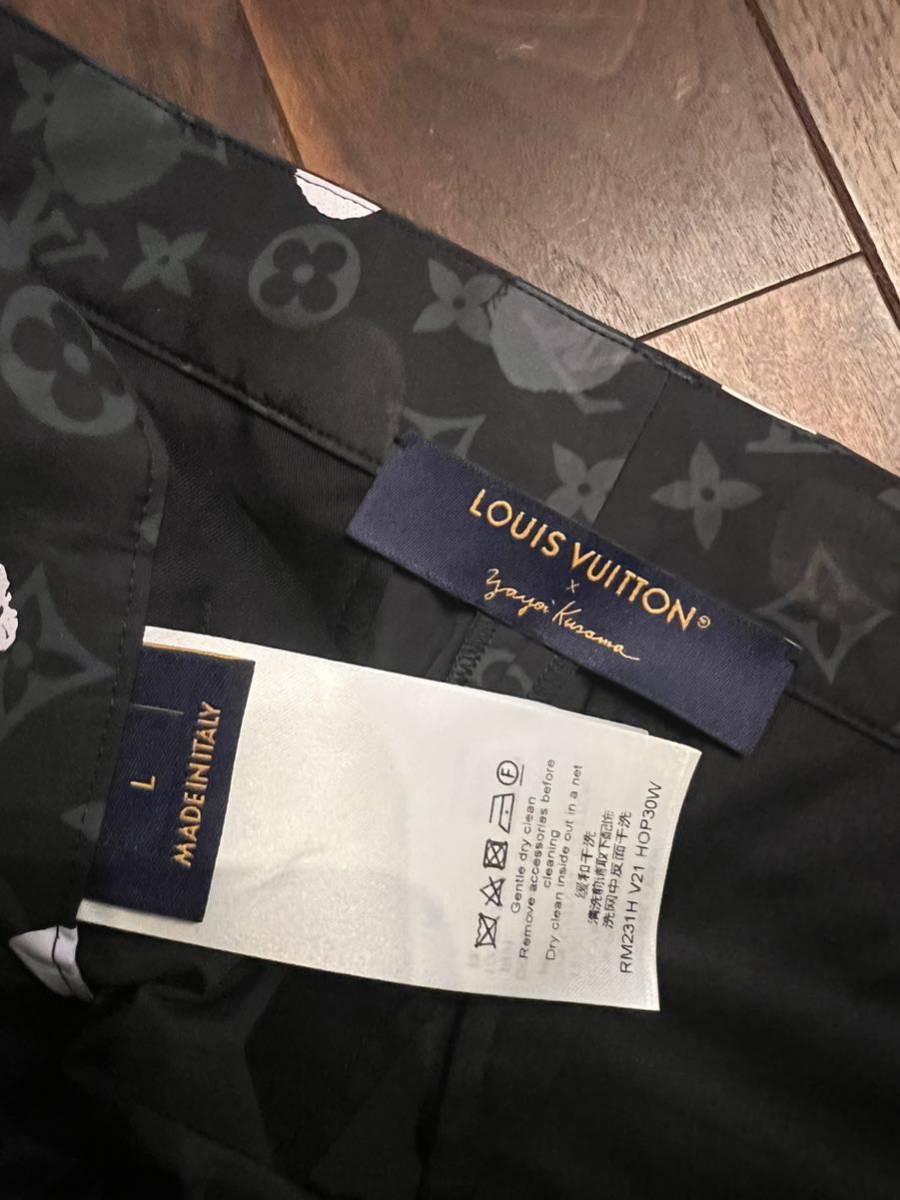 LOUIS VUITTON®
x
Yayoi Kusama
L
MADE IN ITALY
F
Gentle dry clean
Remove accessories before
cleaning
Dry clean inside out in a net
缓和干洗
清洗前请取下配件
洗网中反面干洗
RM231H V21 HOP30W